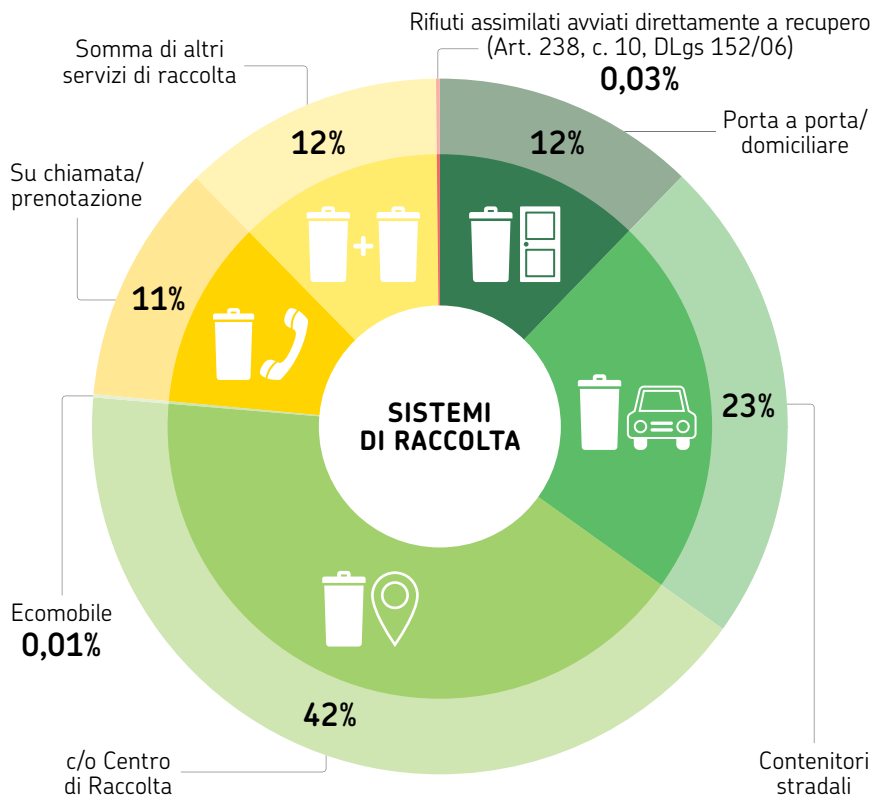 Rifiuti assimilati avviati direttamente a recupero
(Art. 238, c. 10, DLgs 152/06)
0,03%
Somma di altri
servizi di raccolta
12%
12%
Porta a porta/
domiciliare
Su chiamata/
prenotazione
11%
23%
SISTEMI
DI RACCOLTA
Ecomobile
0,01%
42%
c/o Centro
di Raccolta
Contenitori
stradali